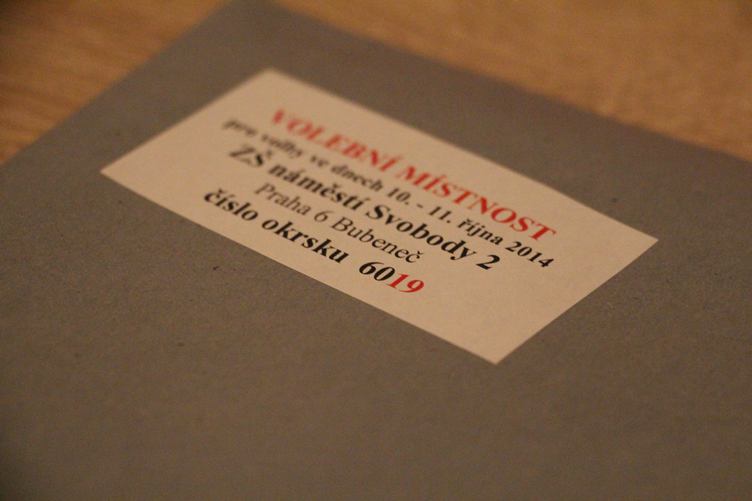 VOLEBNÍ MÍSTNOST
pro volby ve dnech 10. - 11. října 2014
ZŠ náměstí Svobody 2
Praha 6 Bubeneč
číslo okrsku 6019